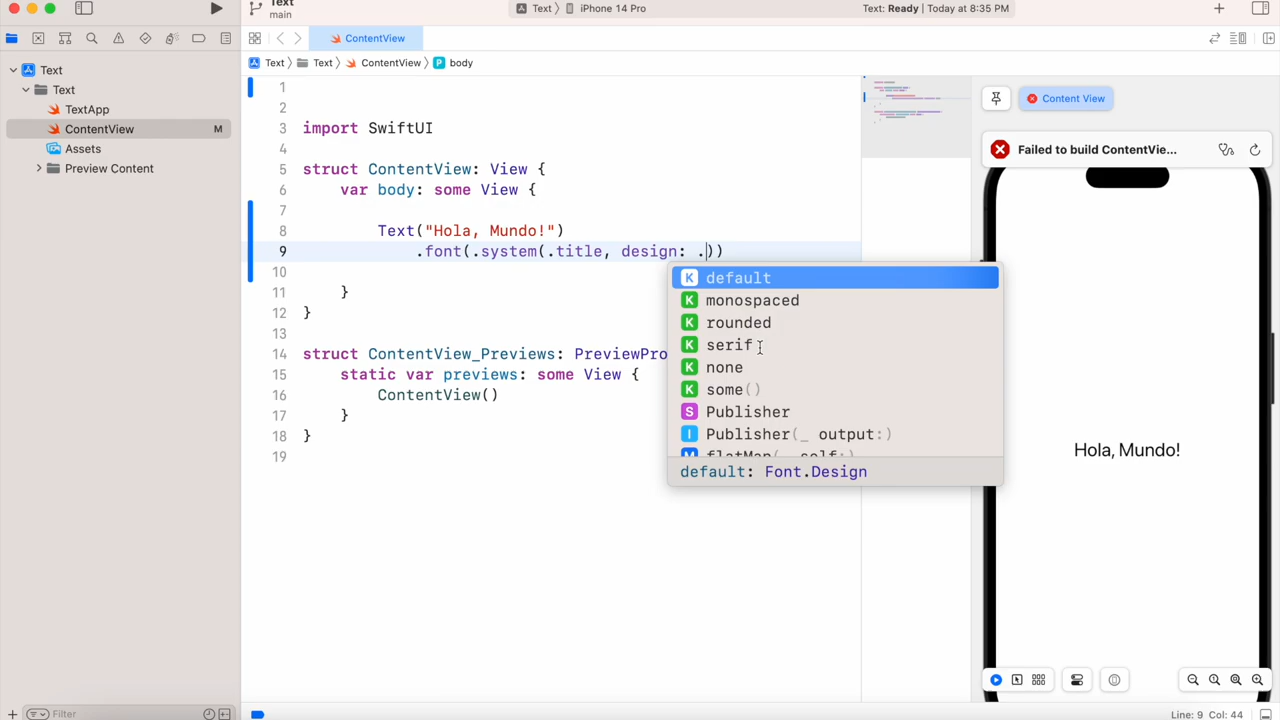 Text
main
Text
iPhone 14 Pro
Text: Ready | Today at 8:35 PM
ContentView
Text
Text
ContentView
body
Text
Text
TextApp
ContentView
M
Assets
Preview Content
1
2
3 import SwiftUI
4
5 struct ContentView: View {
6 var body: some View {
7
8 Text("Hola, Mundo!")
9 .font(.system(.title, design: .))
10
11 }
12 }
13
14 struct ContentView_Previews: PreviewPro
15 static var previews: some View {
16 ContentView()
17 }
18 }
19
K default
K monospaced
K rounded
K serif
K none
K some()
S Publisher
I Publisher(_ output:)
M flatMap(_ self:)
default: Font.Design
Content View
Failed to build ContentVie...
Hola, Mundo!
Filter
Line: 9 Col: 44